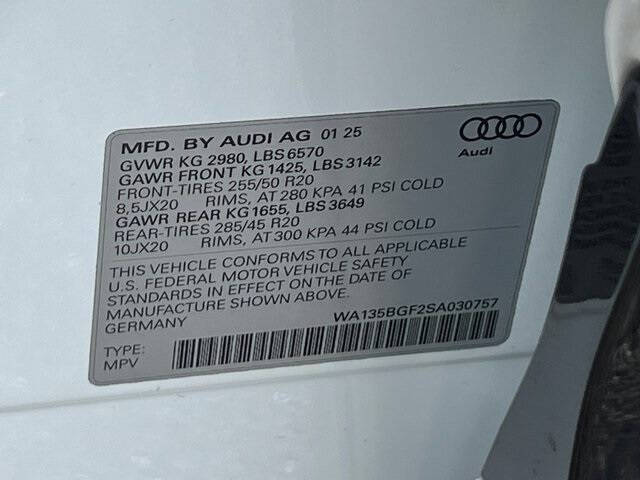 MFD. BY AUDI AG 01 25
GVWR KG 2980, LBS 6570
GAWR FRONT KG 1425, LBS 3142
FRONT-TIRES 255/50 R20
8,5JX20 RIMS, AT 280 KPA 41 PSI COLD
GAWR REAR KG 1655, LBS 3649
REAR-TIRES 285/45 R20
10JX20 RIMS, AT 300 KPA 44 PSI COLD
Audi
THIS VEHICLE CONFORMS TO ALL APPLICABLE
U.S. FEDERAL MOTOR VEHICLE SAFETY
STANDARDS IN EFFECT ON THE DATE OF
MANUFACTURE SHOWN ABOVE.
GERMANY
WA135BGF2SA030757
TYPE:
MPV